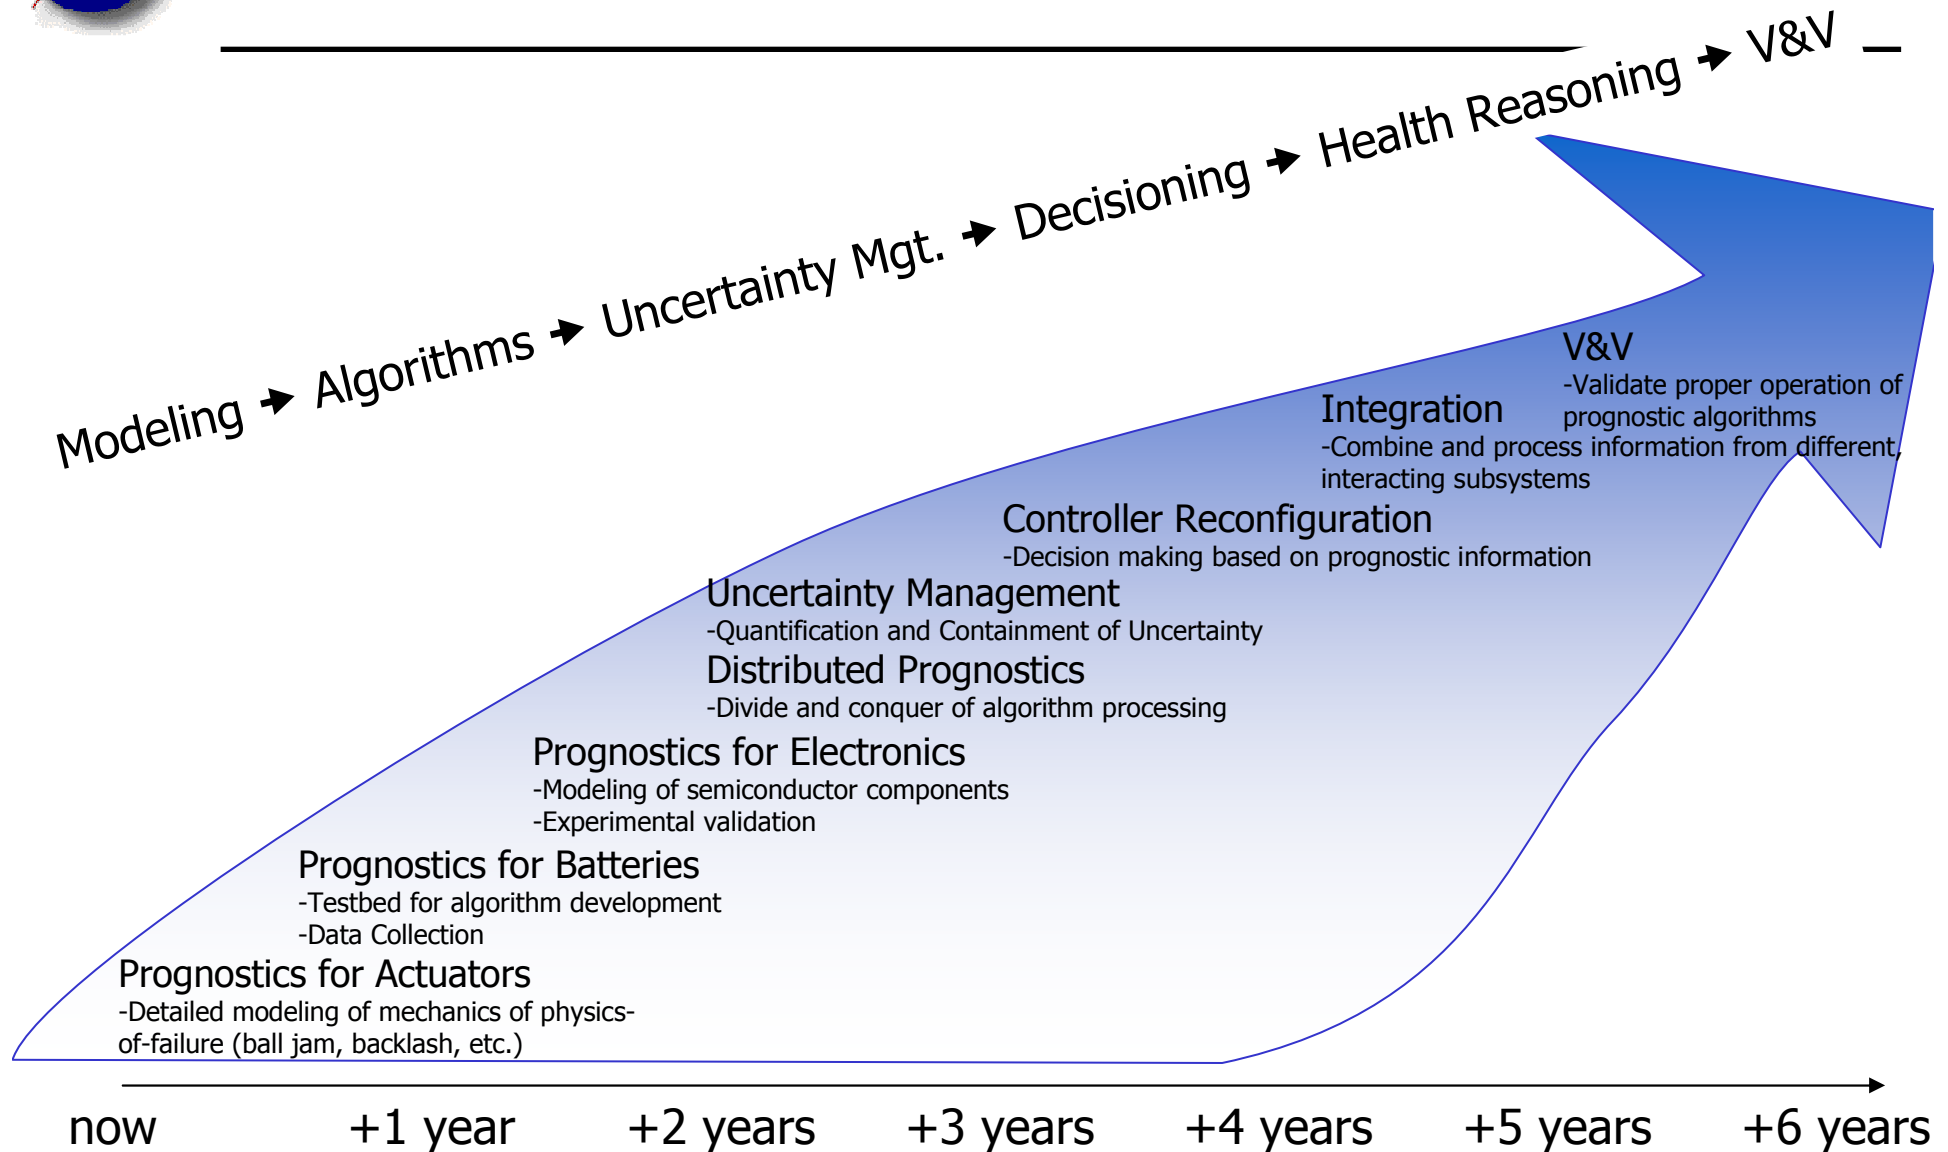 Modeling → Algorithms → Uncertainty Mgt. → Decisioning → Health Reasoning → V&V
V&V
-Validate proper operation of
prognostic algorithms
Integration
-Combine and process information from different,
interacting subsystems
Controller Reconfiguration
-Decision making based on prognostic information
Uncertainty Management
-Quantification and Containment of Uncertainty
Distributed Prognostics
-Divide and conquer of algorithm processing
Prognostics for Electronics
-Modeling of semiconductor components
-Experimental validation
Prognostics for Batteries
-Testbed for algorithm development
-Data Collection
Prognostics for Actuators
-Detailed modeling of mechanics of physics-
of-failure (ball jam, backlash, etc.)
now +1 year +2 years +3 years +4 years +5 years +6 years